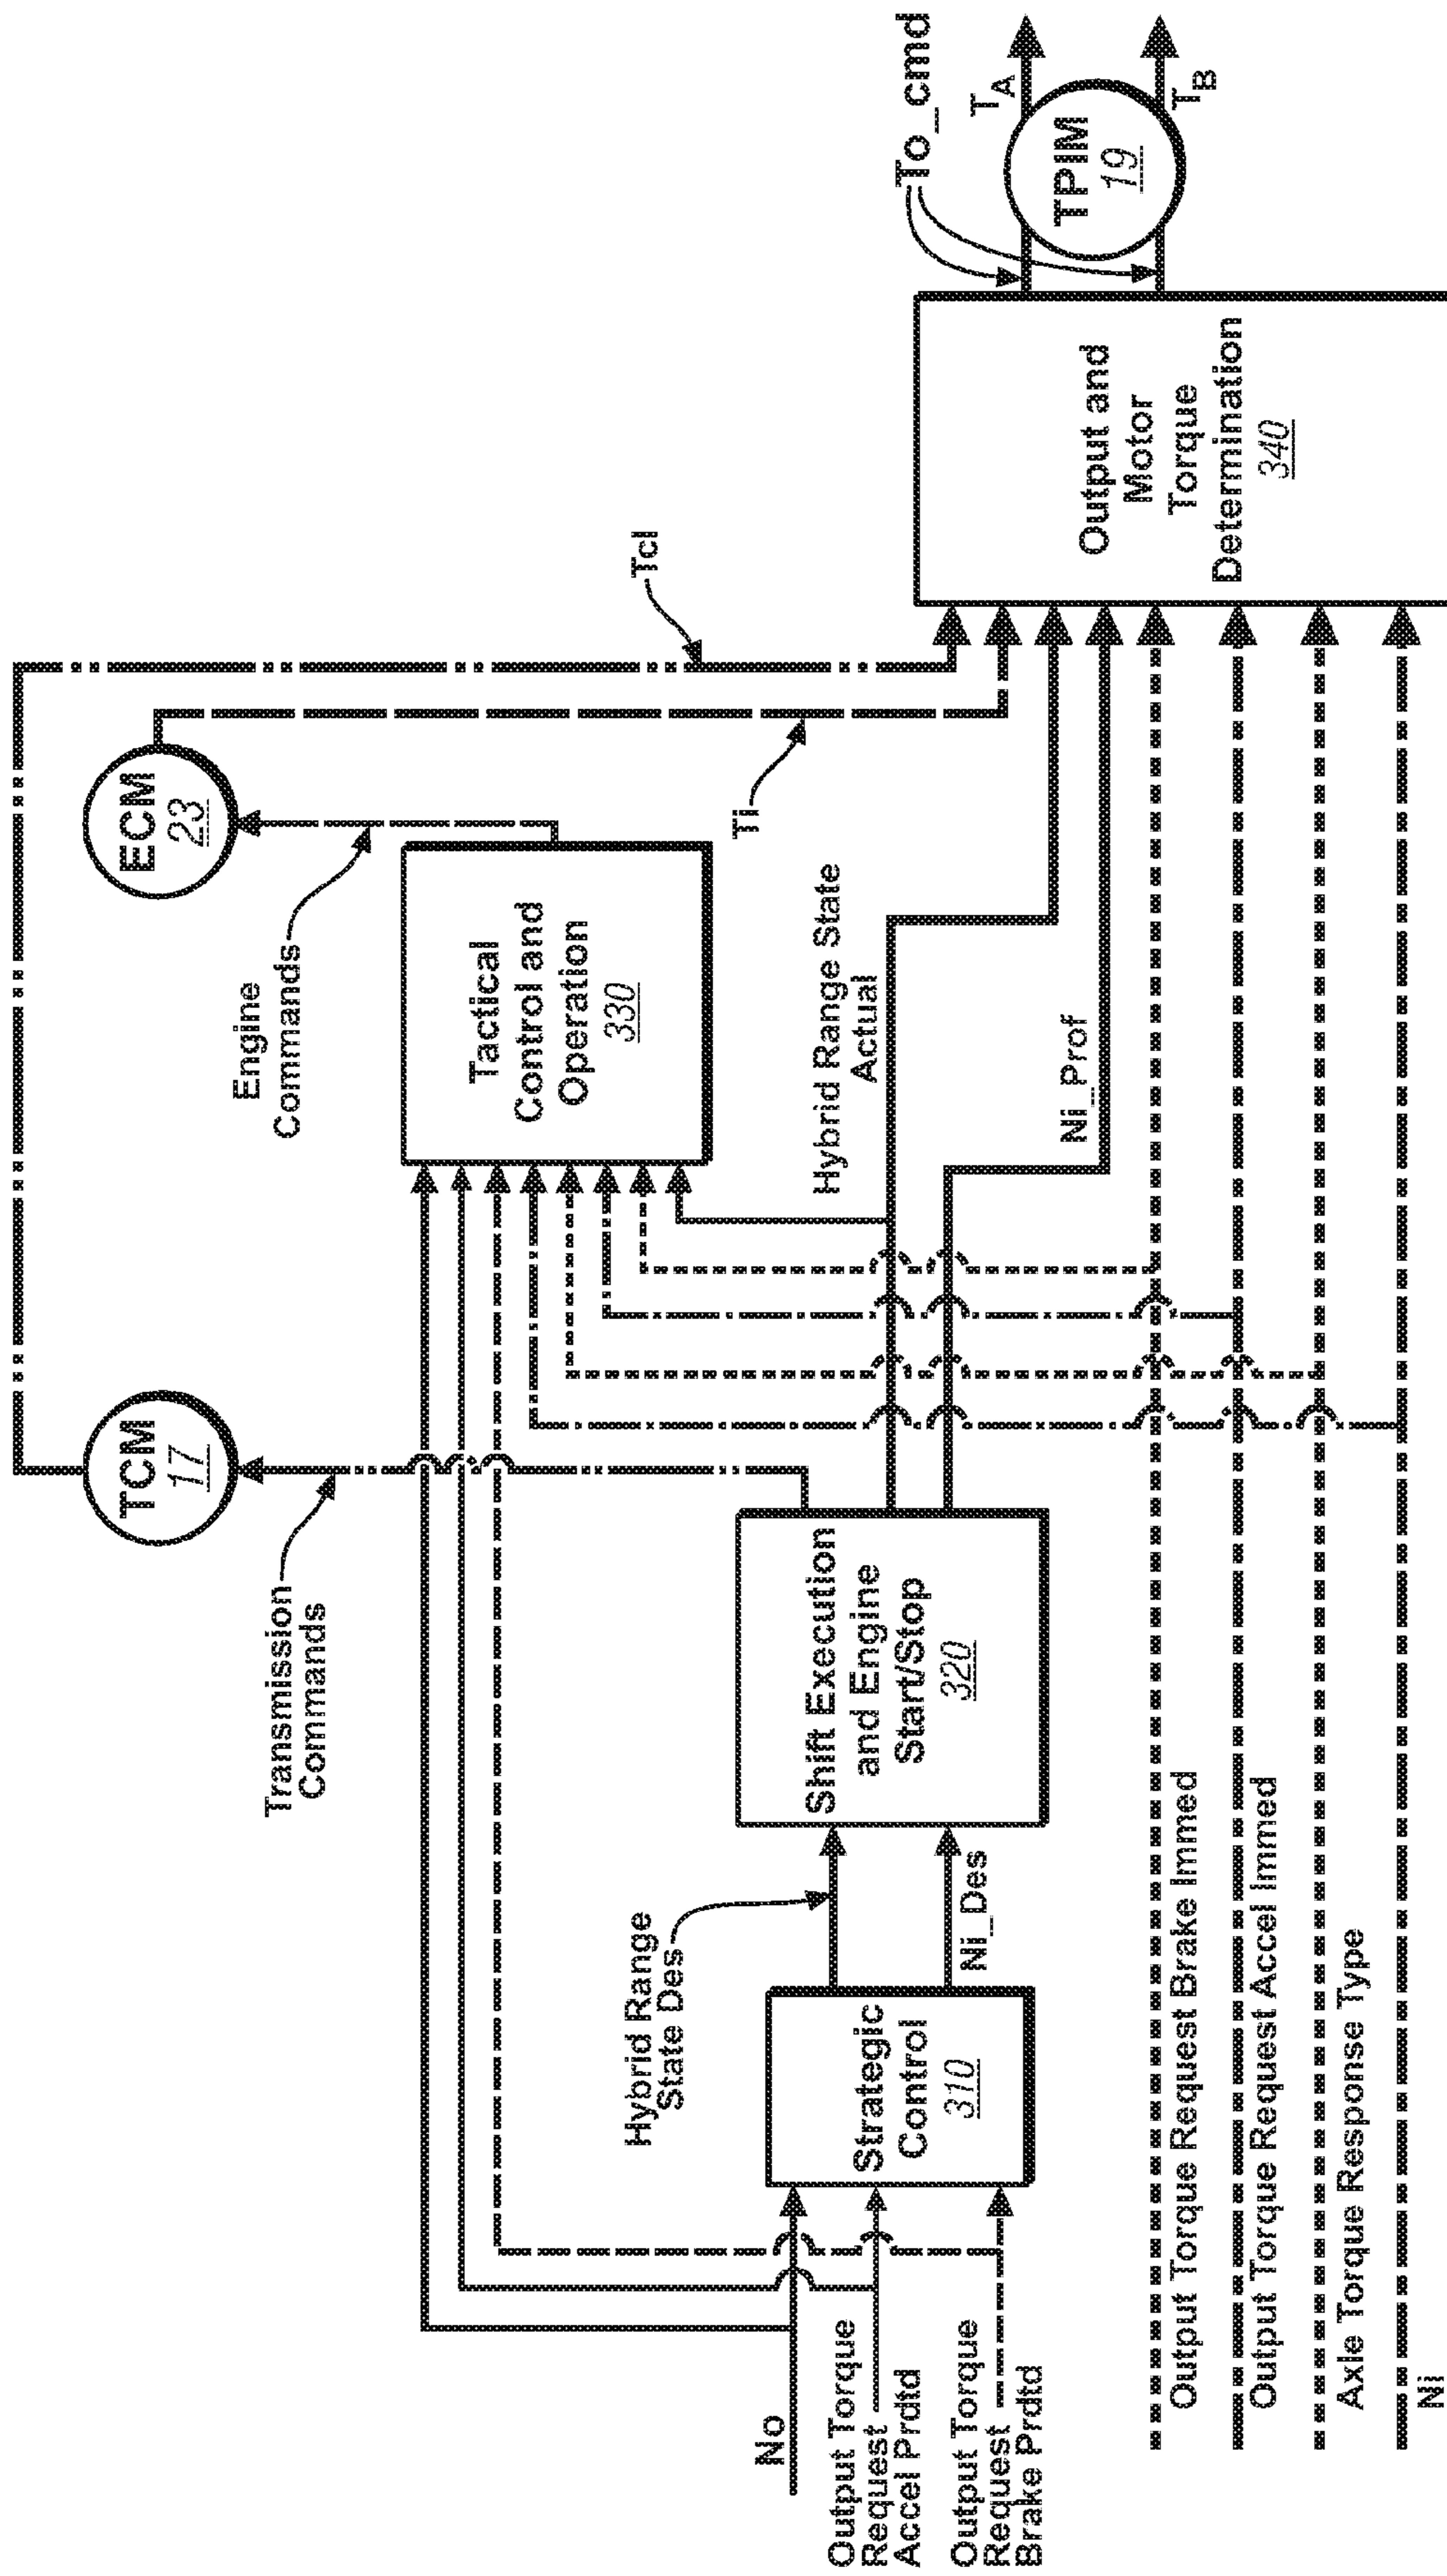 No
Output Torque
Request
Accel Prdtd
Output Torque
Request
Brake Prdtd
Strategic
Control
310
Hybrid Range
State Des
Ni_Des
Shift Execution
and Engine
Start/Stop
320
Transmission
Commands
TCM
17
Engine
Commands
ECM
23
Tactical
Control and
Operation
330
Hybrid Range State
Actual
Ni_Prof
Ti
Tcl
Output and
Motor
Torque
Determination
340
To_cmd
TPIM
19
TA
TB
Output Torque Request Brake Immed
Output Torque Request Accel Immed
Axle Torque Response Type
Ni